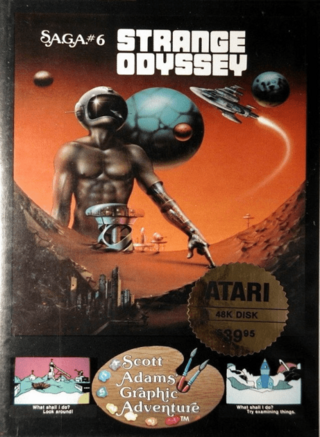 S.A.G.A.#6
STRANGE
ODYSSEY
ATARI
48K DISK
$39.95
Scott
Adams
Graphic
Adventure
TM
What shall i do?
Look around!
What shall i do?
Try examining things.